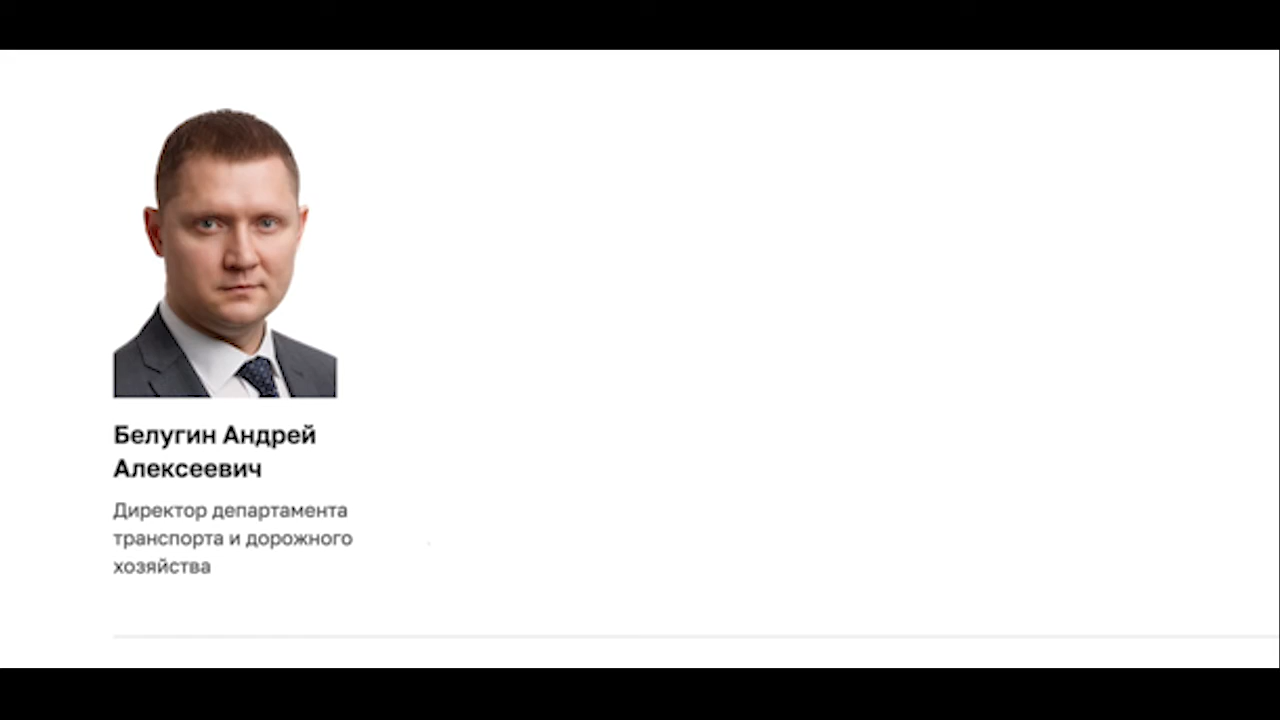 Белугин Андрей
Алексеевич
Директор департамента
транспорта и дорожного
хозяйства